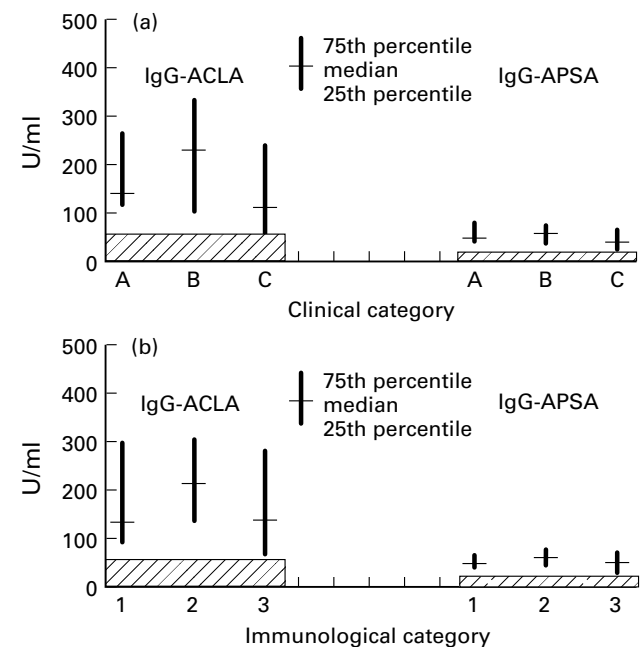 (a)
500
400
300
200
100
0
U/ml
IgG-ACLA
75th percentile
median
25th percentile
IgG-APSA
A B C A B C
Clinical category
(b)
500
400
300
200
100
0
U/ml
IgG-ACLA
75th percentile
median
25th percentile
IgG-APSA
1 2 3 1 2 3
Immunological category